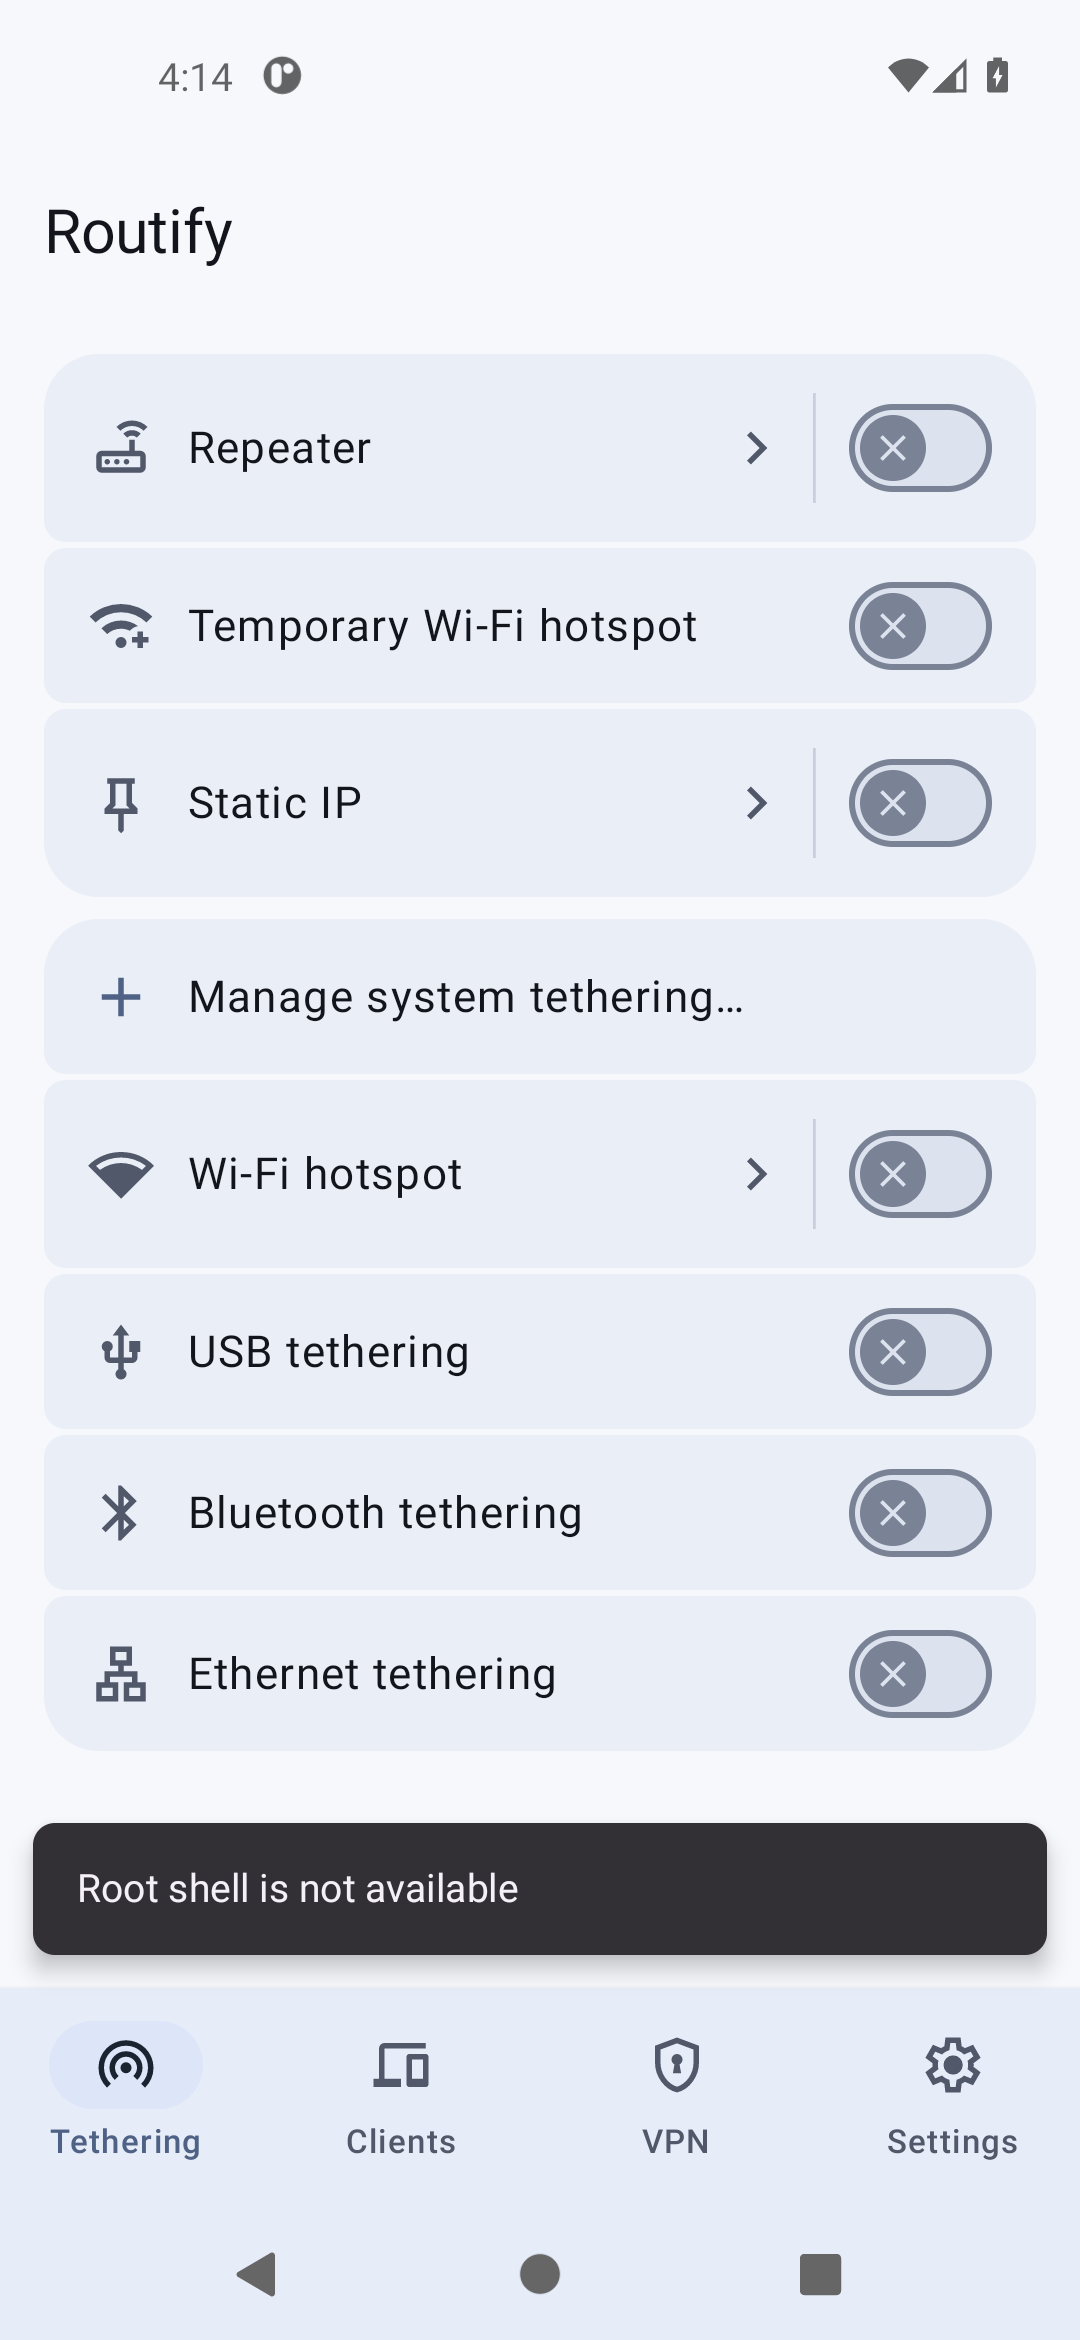 4:14
Routify
Repeater
Temporary Wi-Fi hotspot
Static IP
Manage system tethering…
Wi-Fi hotspot
USB tethering
Bluetooth tethering
Ethernet tethering
Root shell is not available
Tethering
Clients
VPN
Settings